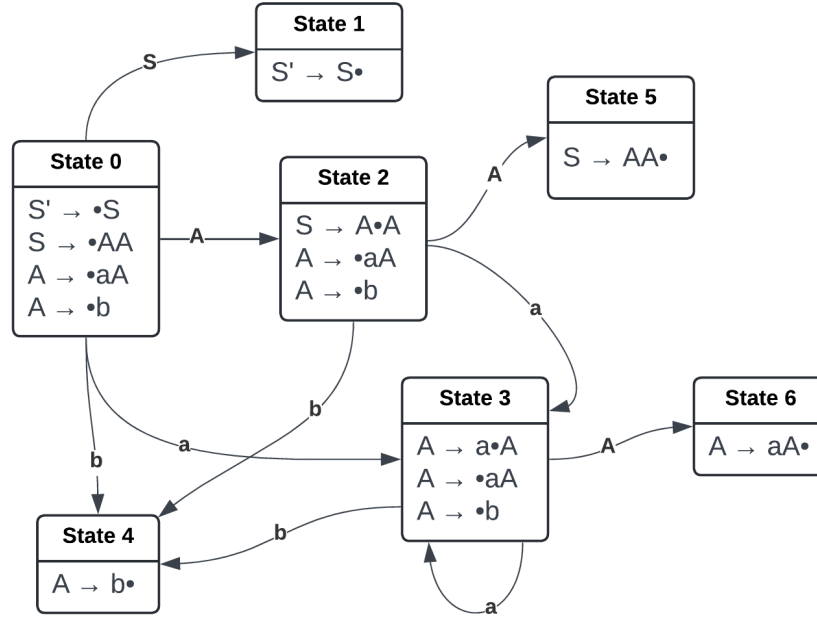 State 1
S' → S•
S
State 5
S → AA•
A
State 0
S' → •S
S → •AA
A → •aA
A → •b
A
State 2
S → A•A
A → •aA
A → •b
a
b
a
b
State 3
A → a•A
A → •aA
A → •b
A
State 6
A → aA•
b
a
State 4
A → b•